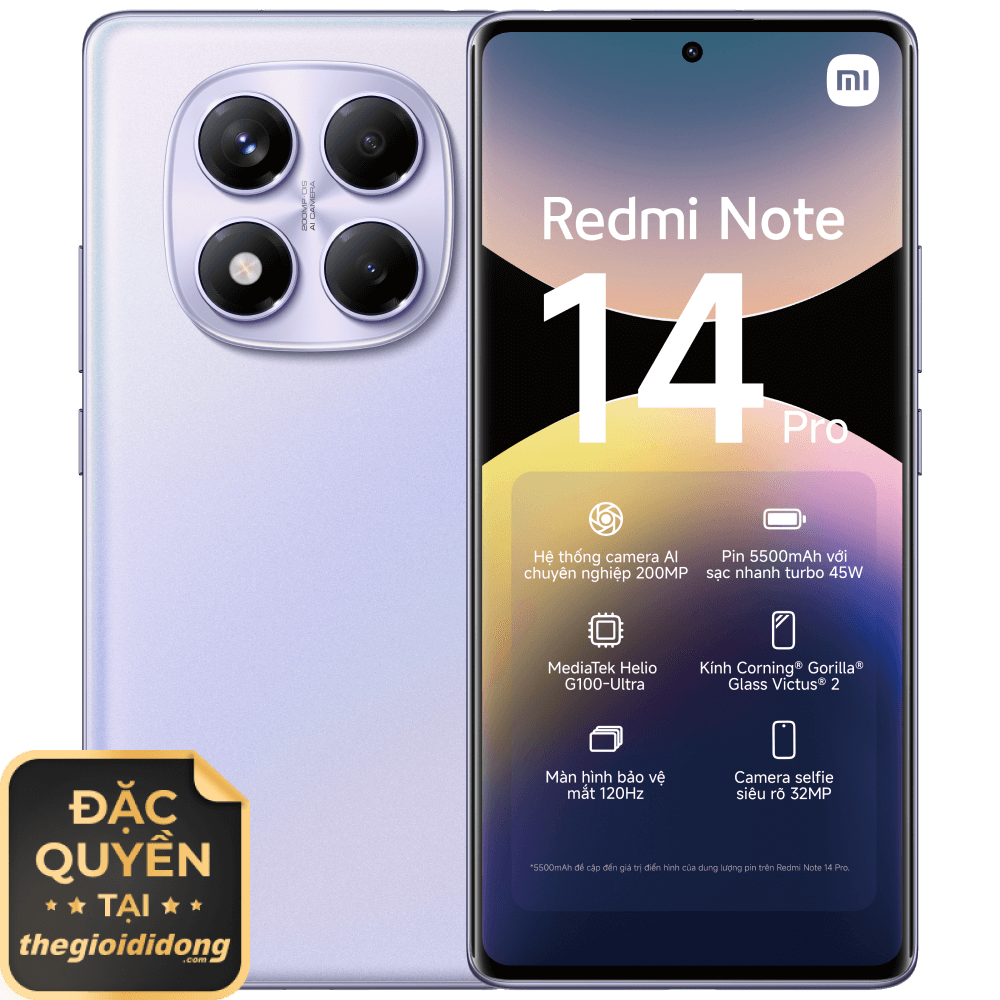 200MP·OIS
AI CAMERA
mi
Redmi Note
14 Pro
Hệ thống camera AI
chuyên nghiệp 200MP
Pin 5500mAh với
sạc nhanh turbo 45W
MediaTek Helio
G100-Ultra
Kính Corning® Gorilla®
Glass Victus® 2
Màn hình bảo vệ
mắt 120Hz
Camera selfie
siêu rõ 32MP
*5500mAh đề cập đến giá trị điển hình của dung lượng pin trên Redmi Note 14 Pro.
ĐẶC
QUYỀN
TẠI
thegioididong
.com